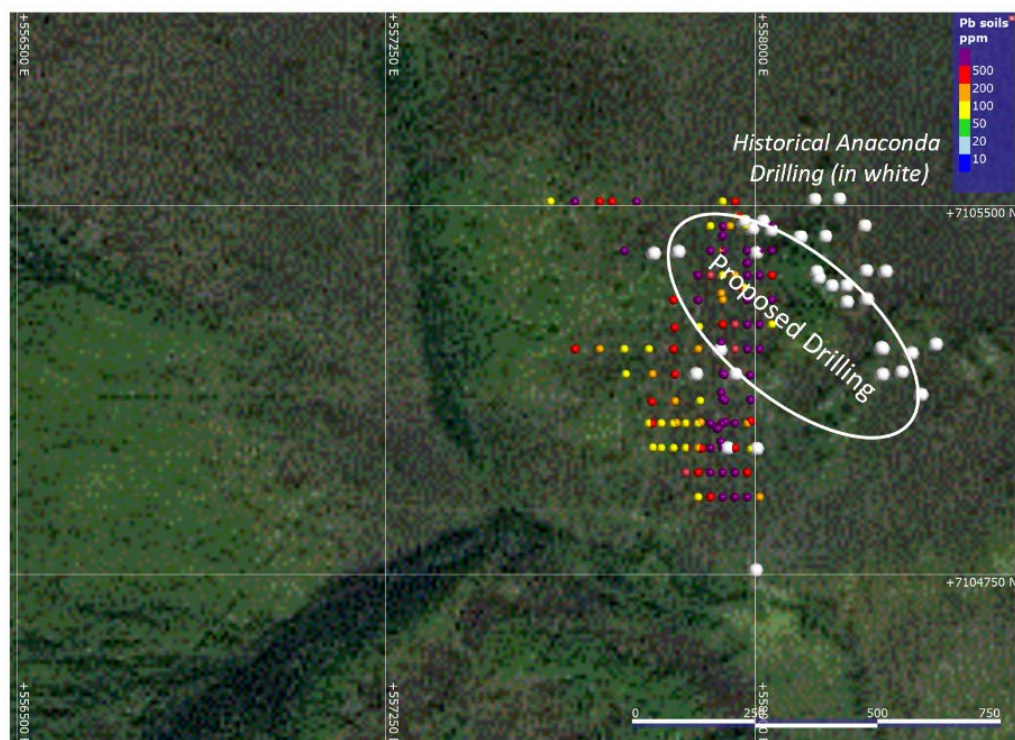 +556500 E
+557250 E
+558000 E
Pb soils
ppm
500
200
100
50
20
10
Historical Anaconda
Drilling (in white)
+7105500 N
Proposed Drilling
+7104750 N
+556500 E
+557250 E
+558000 E
0
250
500
750